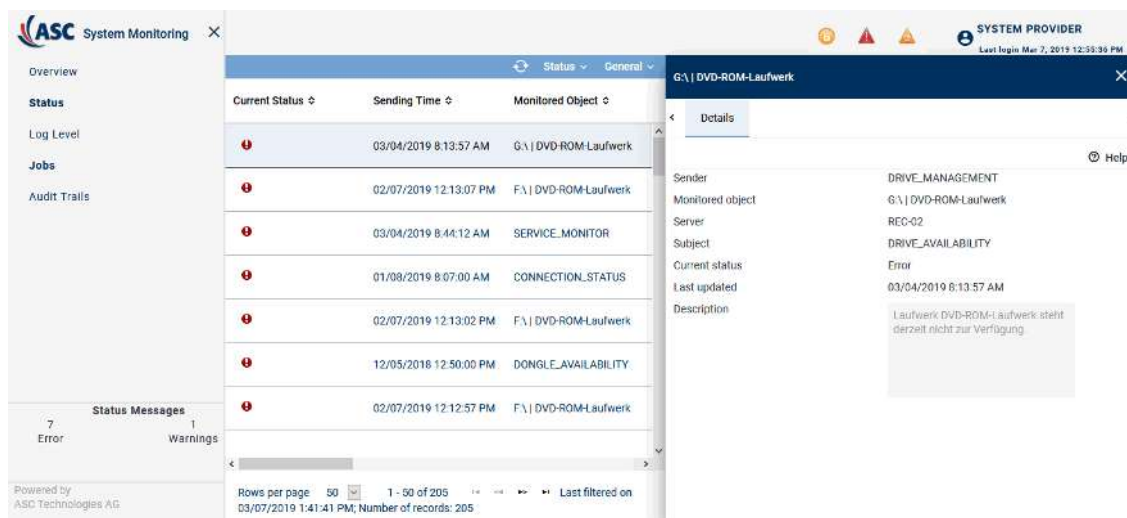 ASC System Monitoring
SYSTEM PROVIDER
Last login Mar 7, 2019 12:55:36 PM
Overview
Status
Log Level
Jobs
Audit Trails
Status Messages
7 1
Error Warnings
Powered by
ASC Technologies AG
Status General
Current Status Sending Time Monitored Object
03/04/2019 8:13:57 AM G:\ | DVD-ROM-Laufwerk
02/07/2019 12:13:07 PM F:\ | DVD-ROM-Laufwerk
03/04/2019 8:44:12 AM SERVICE_MONITOR
01/08/2019 8:07:00 AM CONNECTION_STATUS
02/07/2019 12:13:02 PM F:\ | DVD-ROM-Laufwerk
12/05/2018 12:50:00 PM DONGLE_AVAILABILITY
02/07/2019 12:12:57 PM F:\ | DVD-ROM-Laufwerk
Rows per page 50 1 - 50 of 205 Last filtered on
03/07/2019 1:41:41 PM; Number of records: 205
G:\ | DVD-ROM-Laufwerk
Details
Help
Sender DRIVE_MANAGEMENT
Monitored object G:\ | DVD-ROM-Laufwerk
Server REC-02
Subject DRIVE_AVAILABILITY
Current status Error
Last updated 03/04/2019 8:13:57 AM
Description Laufwerk DVD-ROM-Laufwerk steht
derzeit nicht zur Verfügung.